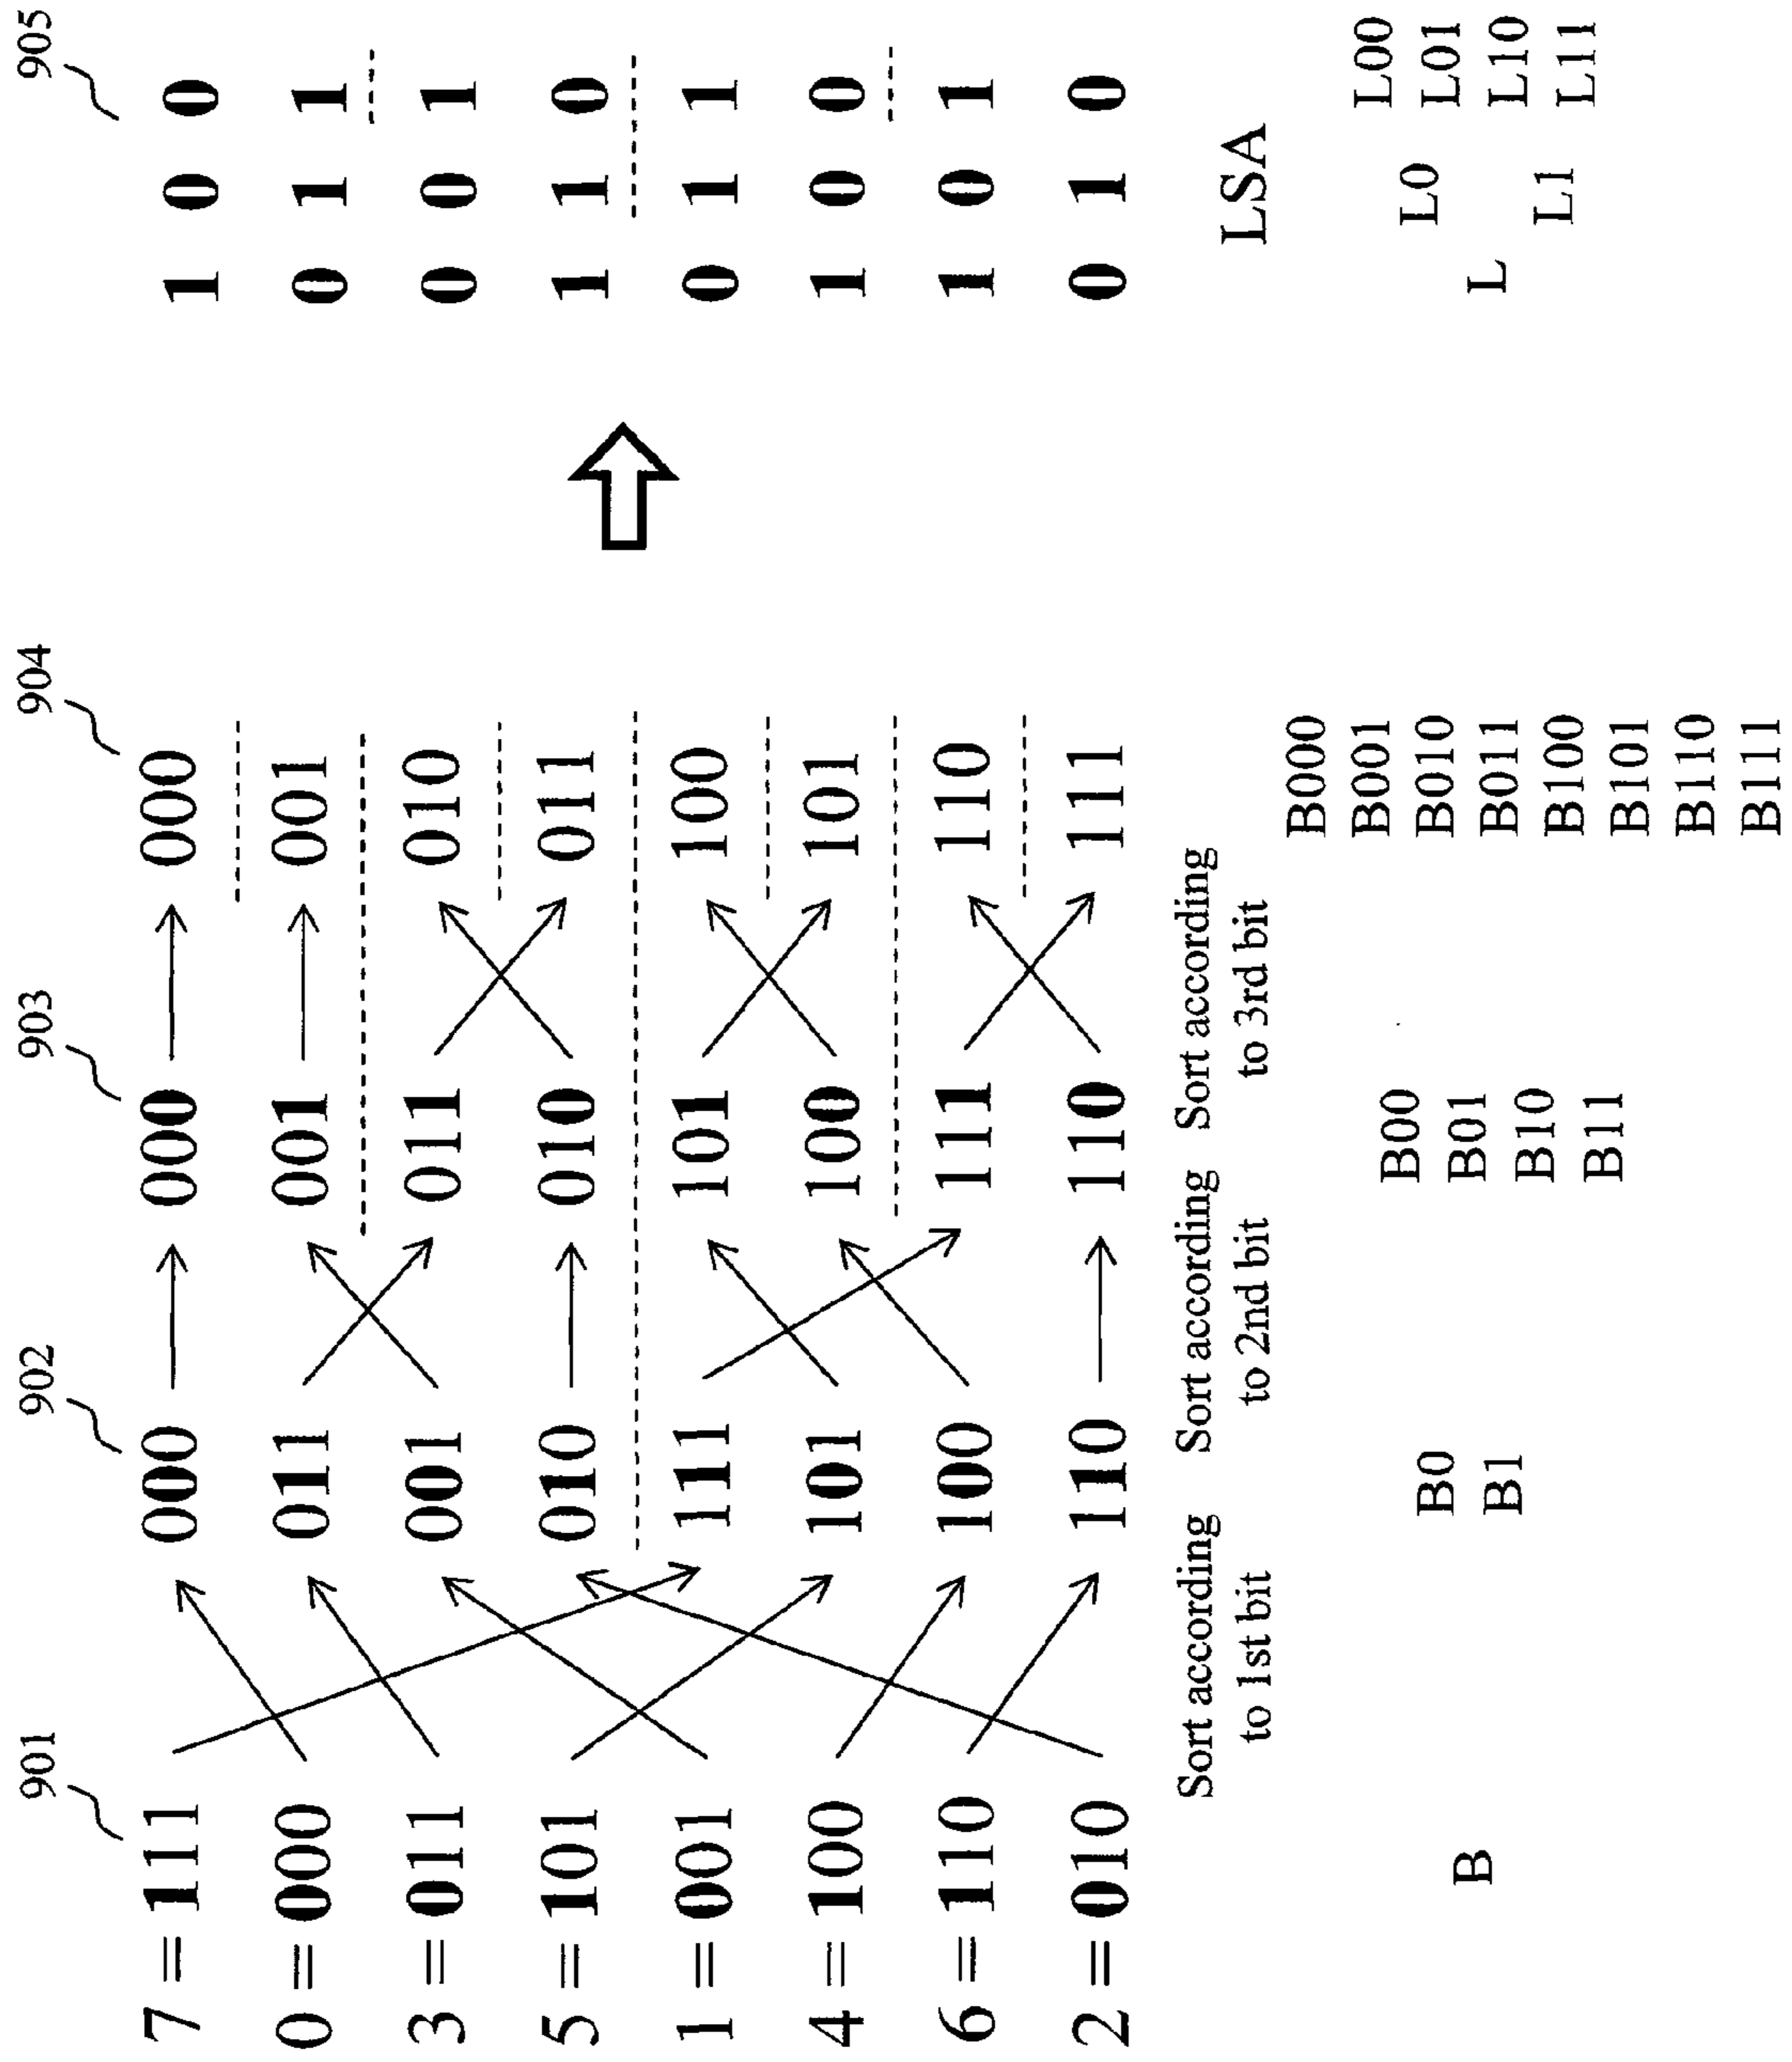 901 902 903 904 905
7 = 111 000 000 000 1 0 0
0 = 000 011 001 001 0 1 1
3 = 011 001 011 010 0 0 1
5 = 101 010 010 011 1 1 0
1 = 001 111 101 100 0 1 1
4 = 100 101 100 101 1 0 0
6 = 110 100 111 110 1 0 1
2 = 010 110 110 111 0 1 0
Sort according
to 1st bit
Sort according
to 2nd bit
Sort according
to 3rd bit
LSA
B
B0
B1
B00
B01
B10
B11
B000
B001
B010
B011
B100
B101
B110
B111
L
L0
L1
L00
L01
L10
L11